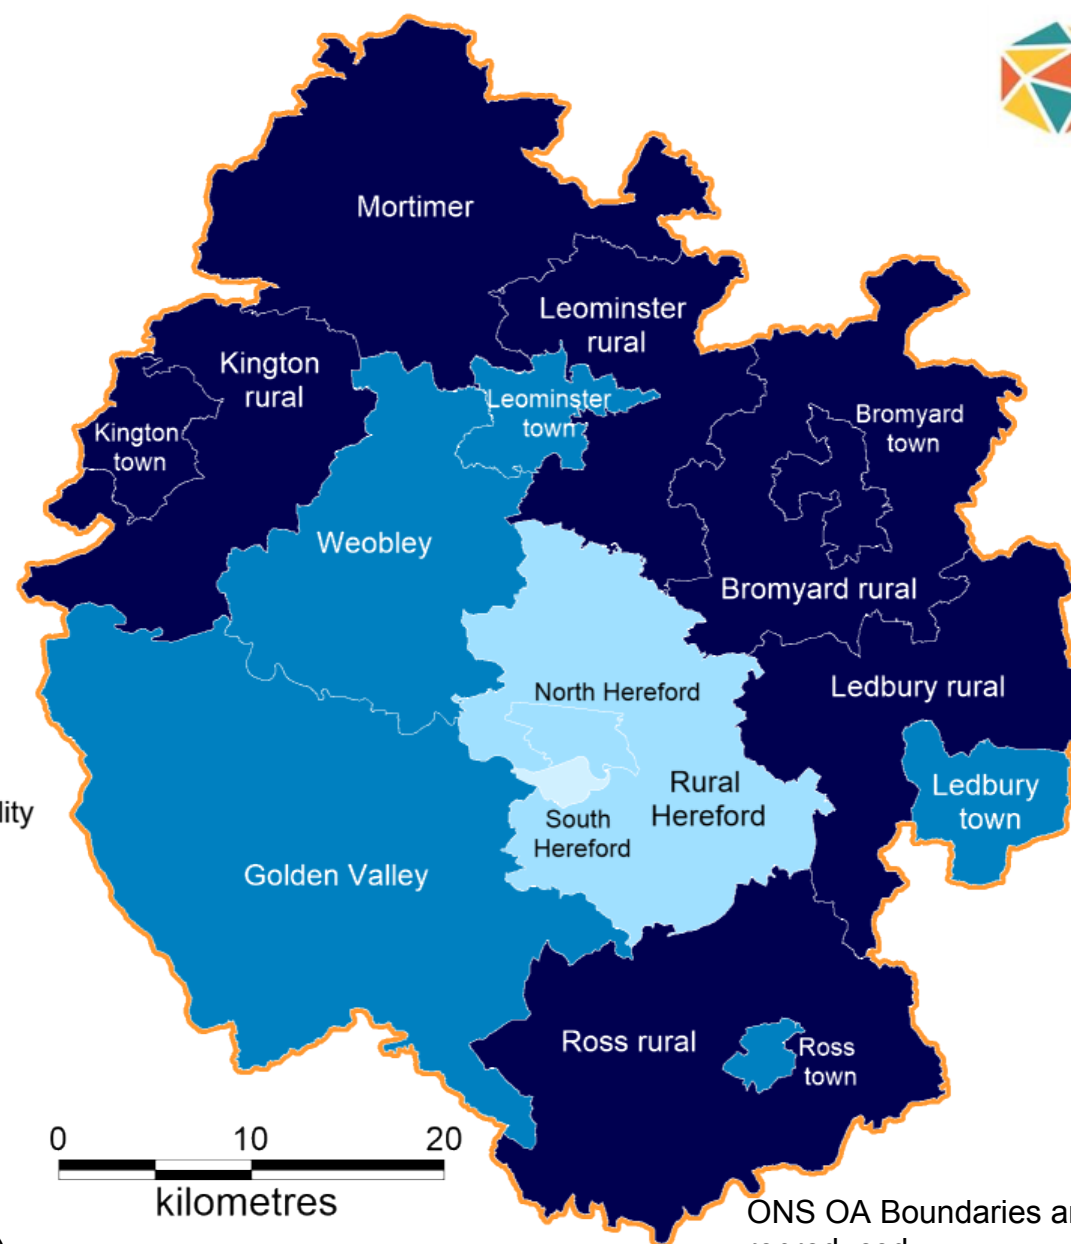 Mortimer
Leominster
rural
Kington
rural
Leominster
town
Bromyard
town
Kington
town
Weobley
Bromyard rural
Ledbury rural
North Hereford
Rural
Hereford
Ledbury
town
lity
South
Hereford
Golden Valley
Ross rural
Ross
town
0 10 20
kilometres
ONS OA Boundaries ar